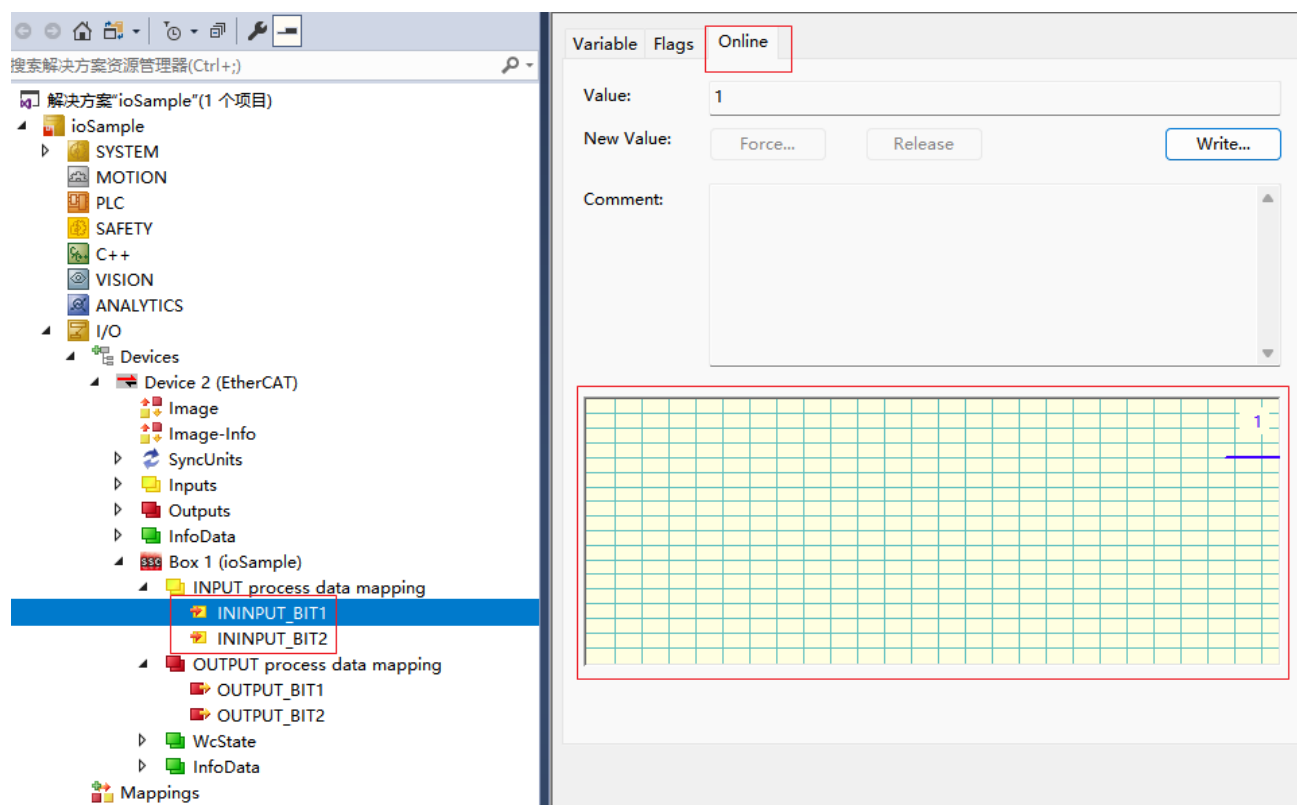 搜索解决方案资源管理器(Ctrl+;)
解决方案"ioSample"(1 个项目)
ioSample
SYSTEM
MOTION
PLC
SAFETY
C++
VISION
ANALYTICS
I/O
Devices
Device 2 (EtherCAT)
Image
Image-Info
SyncUnits
Inputs
Outputs
InfoData
Box 1 (ioSample)
INPUT process data mapping
ININPUT_BIT1
ININPUT_BIT2
OUTPUT process data mapping
OUTPUT_BIT1
OUTPUT_BIT2
WcState
InfoData
Mappings
Variable Flags Online
Value: 1
New Value: Force... Release Write...
Comment:
1